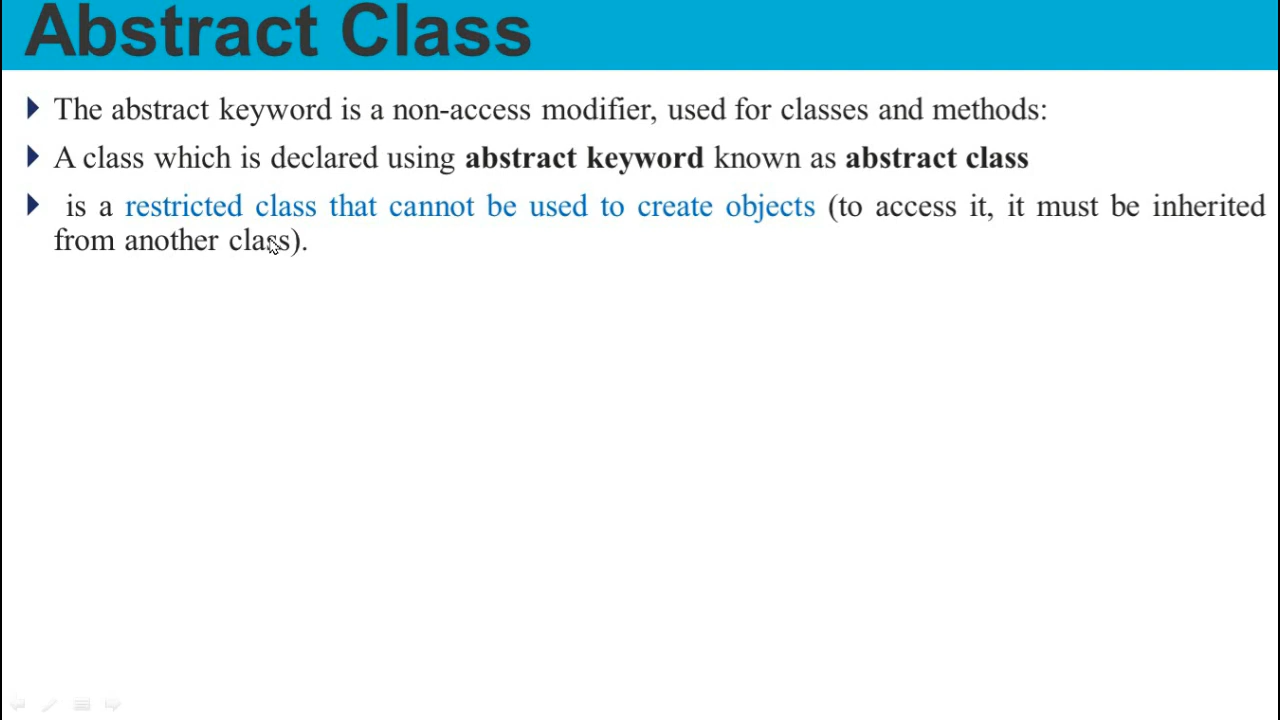 Abstract Class
The abstract keyword is a non-access modifier, used for classes and methods:
A class which is declared using abstract keyword known as abstract class
is a restricted class that cannot be used to create objects (to access it, it must be inherited
from another class).